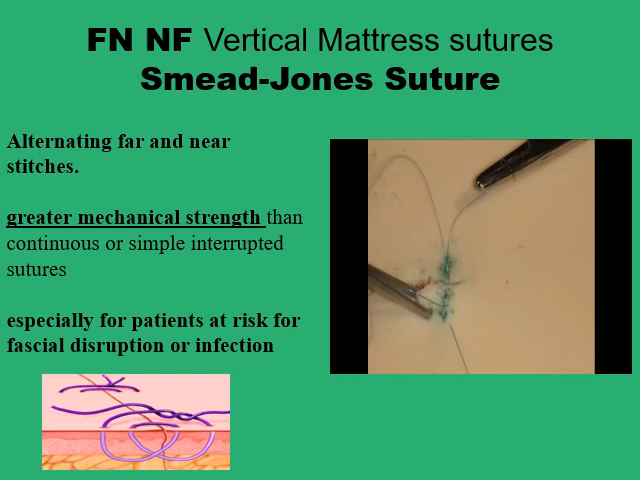 FN NF Vertical Mattress sutures
Smead-Jones Suture
Alternating far and near
stitches.
greater mechanical strength than
continuous or simple interrupted
sutures
especially for patients at risk for
fascial disruption or infection